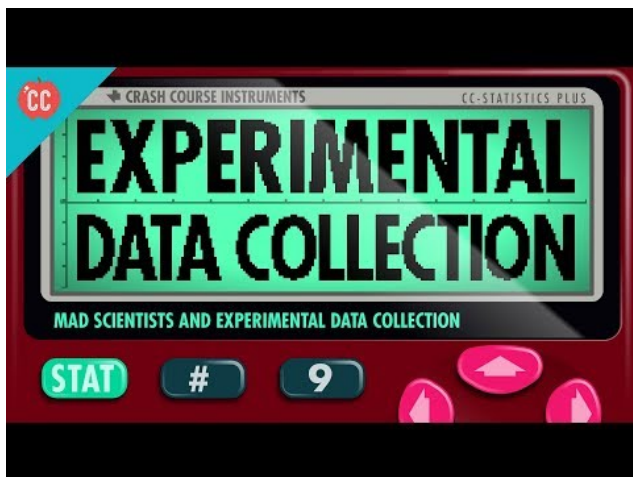 CC
CRASH COURSE INSTRUMENTS
CC-STATISTICS PLUS
EXPERIMENTAL
DATA COLLECTION
MAD SCIENTISTS AND EXPERIMENTAL DATA COLLECTION
STAT
#
9